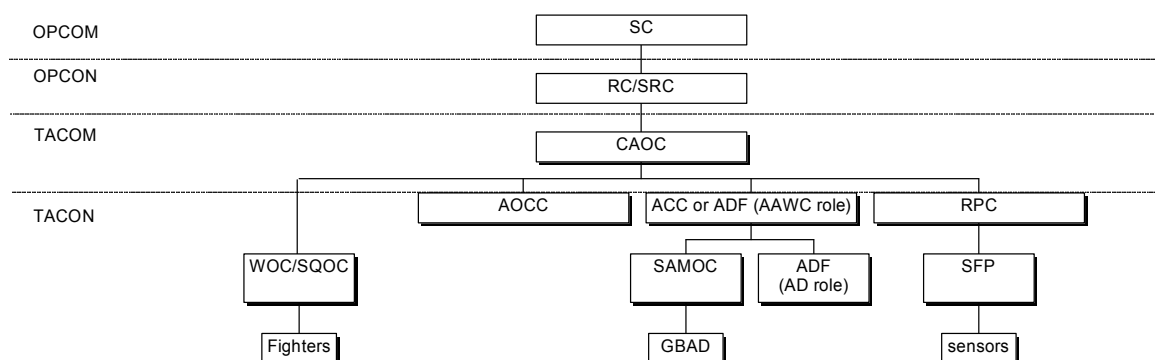 OPCOM
SC
OPCON
RC/SRC
TACOM
CAOC
TACON
AOCC
ACC or ADF (AAWC role)
RPC
WOC/SQOC
SAMOC
ADF
(AD role)
SFP
Fighters
GBAD
sensors